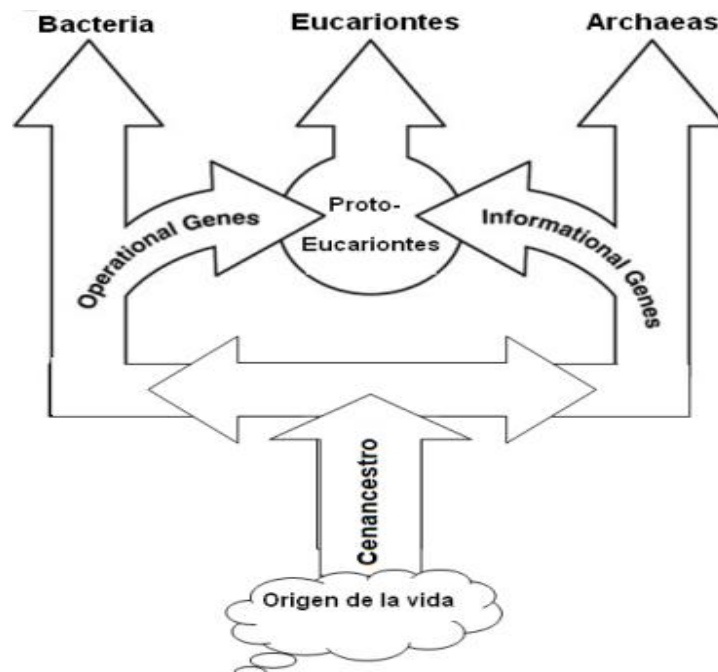 Bacteria
Eucariontes
Archaeas
Operational Genes
Proto-
Eucariontes
Informational Genes
Cenancestro
Origen de la vida